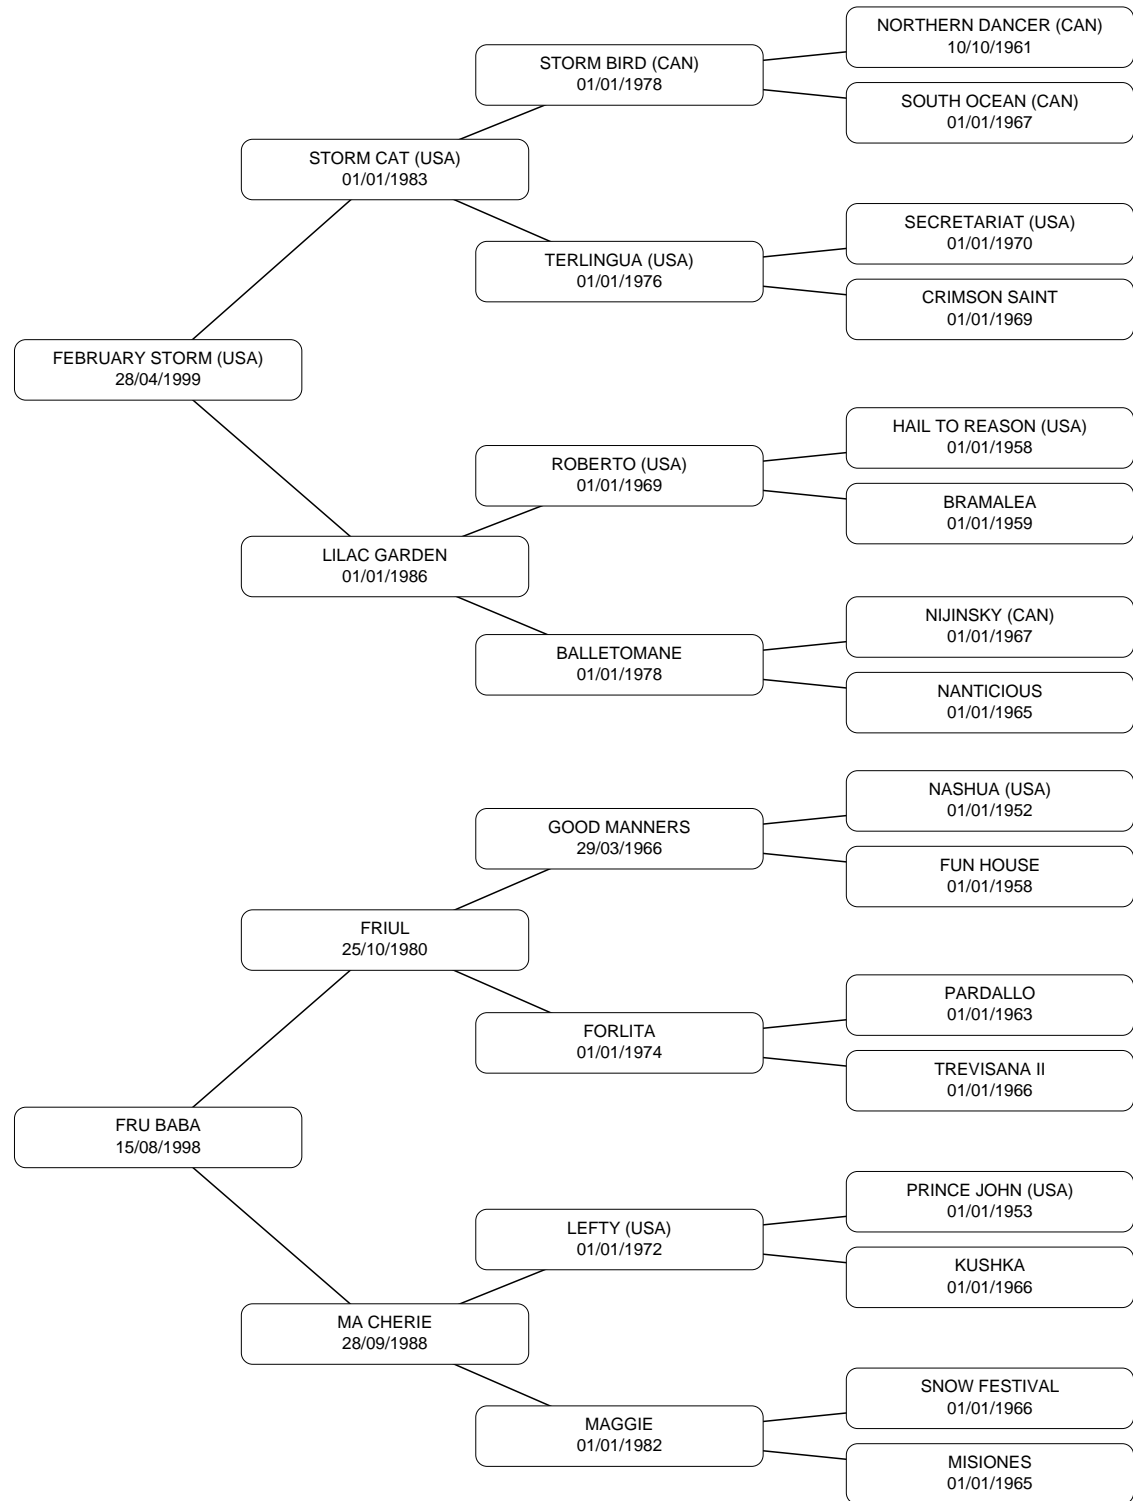 NORTHERN DANCER (CAN)
10/10/1961
STORM BIRD (CAN)
01/01/1978
SOUTH OCEAN (CAN)
01/01/1967
STORM CAT (USA)
01/01/1983
SECRETARIAT (USA)
01/01/1970
TERLINGUA (USA)
01/01/1976
CRIMSON SAINT
01/01/1969
FEBRUARY STORM (USA)
28/04/1999
HAIL TO REASON (USA)
01/01/1958
ROBERTO (USA)
01/01/1969
BRAMALEA
01/01/1959
LILAC GARDEN
01/01/1986
NIJINSKY (CAN)
01/01/1967
BALLETOMANE
01/01/1978
NANTICIOUS
01/01/1965
NASHUA (USA)
01/01/1952
GOOD MANNERS
29/03/1966
FUN HOUSE
01/01/1958
FRIUL
25/10/1980
PARDALLO
01/01/1963
FORLITA
01/01/1974
TREVISANA II
01/01/1966
FRU BABA
15/08/1998
PRINCE JOHN (USA)
01/01/1953
LEFTY (USA)
01/01/1972
KUSHKA
01/01/1966
MA CHERIE
28/09/1988
SNOW FESTIVAL
01/01/1966
MAGGIE
01/01/1982
MISIONES
01/01/1965